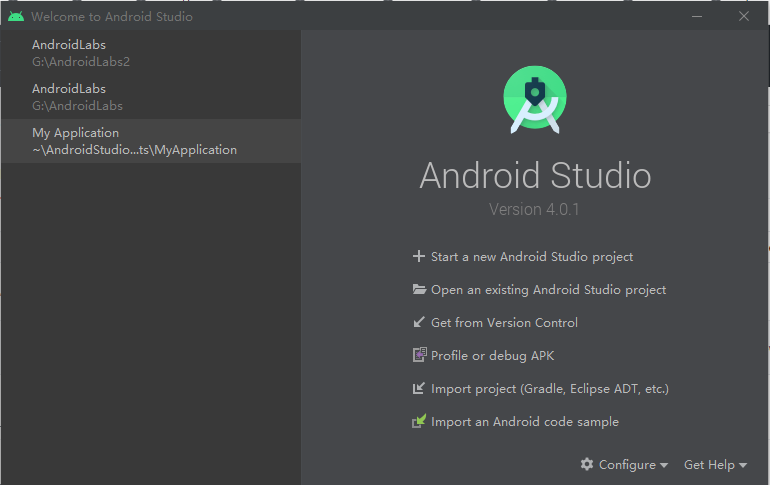 Welcome to Android Studio
AndroidLabs
G:\AndroidLabs2
AndroidLabs
G:\AndroidLabs
My Application
~\AndroidStudio...ts\MyApplication
Android Studio
Version 4.0.1
Start a new Android Studio project
Open an existing Android Studio project
Get from Version Control
Profile or debug APK
Import project (Gradle, Eclipse ADT, etc.)
Import an Android code sample
Configure Get Help